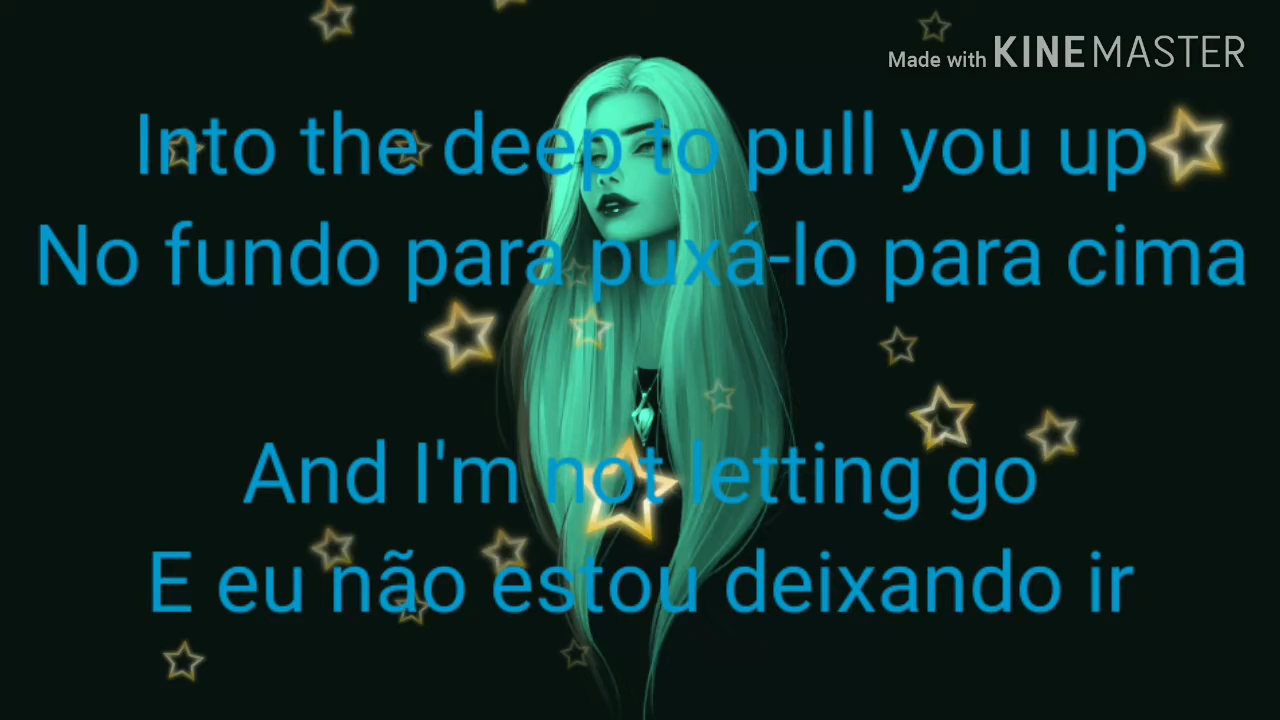 Made with KINEMASTER
Into the deep to pull you up
No fundo para puxá-lo para cima
And I'm not letting go
E eu não estou deixando ir